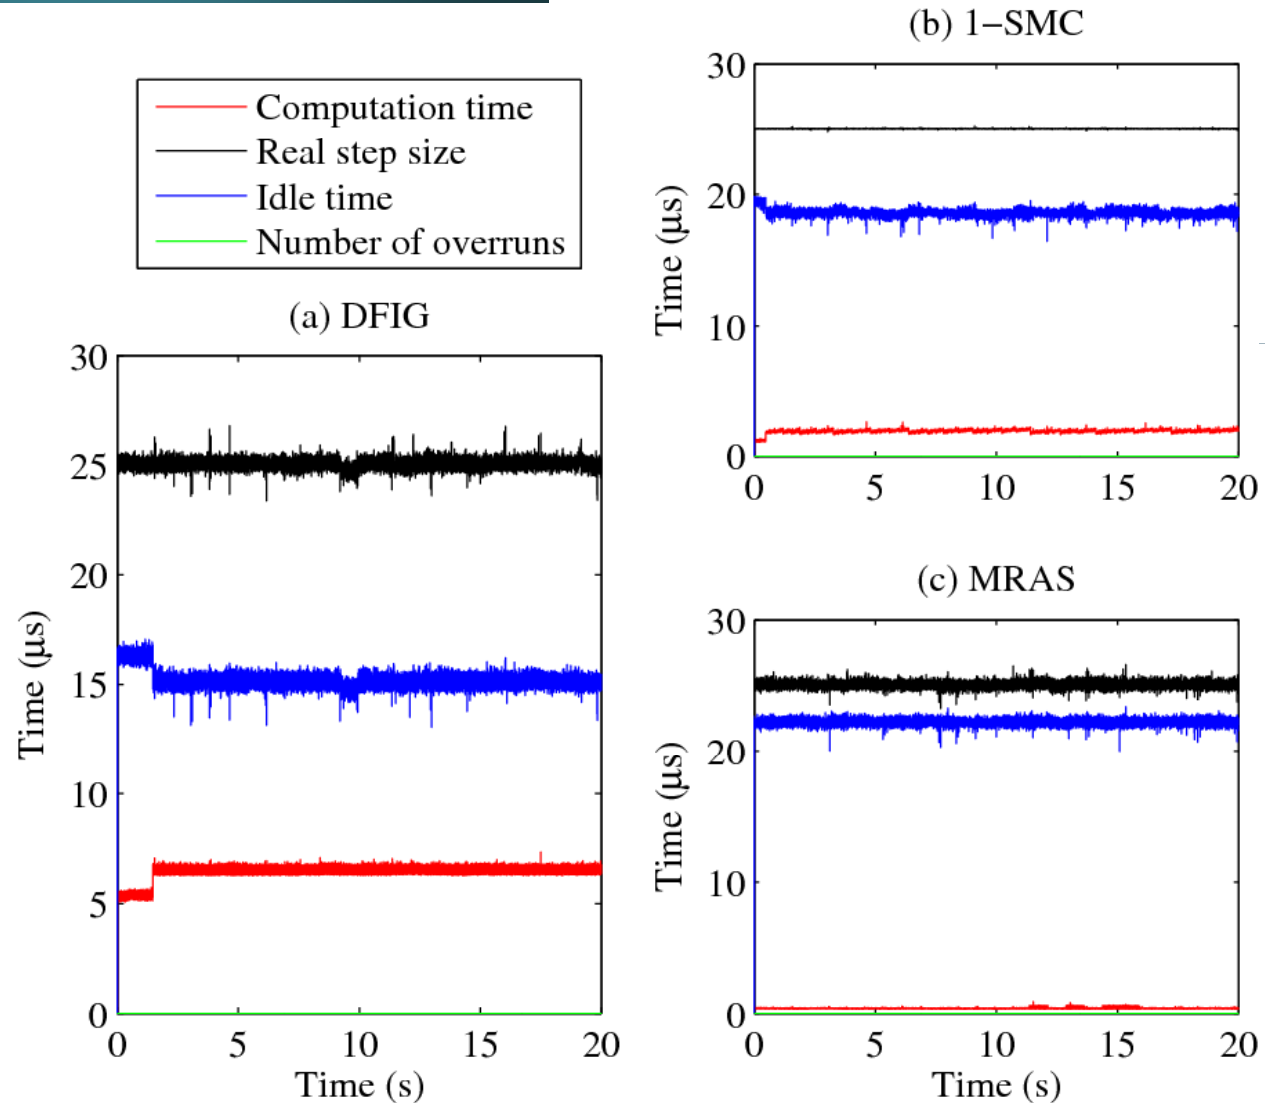 Computation time
Real step size
Idle time
Number of overruns
(a) DFIG
30
25
20
15
10
5
0
0 5 10 15 20
Time (µs)
Time (s)
(b) 1−SMC
30
20
10
0
0 5 10 15 20
Time (µs)
(c) MRAS
30
20
10
0
0 5 10 15 20
Time (µs)
Time (s)